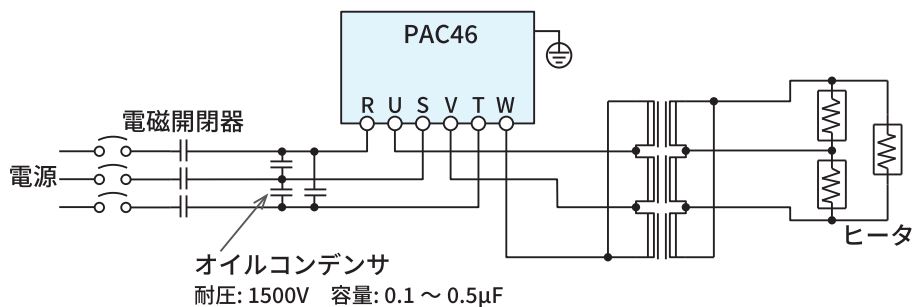 PAC46
R U S V T W
電磁開閉器
電源
ヒータ
オイルコンデンサ
耐圧: 1500V 容量: 0.1 ～ 0.5μF